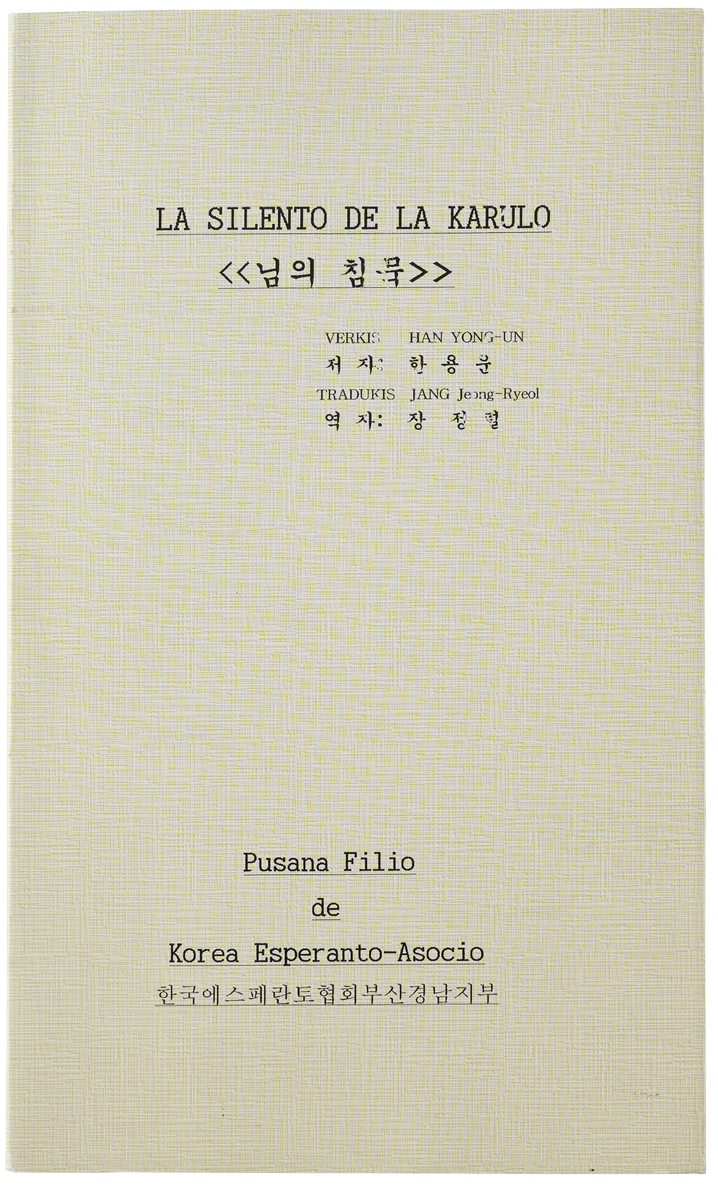 LA SILENTO DE LA KARULO
<<님의 침묵>>
VERKIS HAN YONG-UN
저 자: 한 용 운
TRADUKIS JANG Jeong-Ryeol
역 자: 장 정 렬
Pusana Filio
de
Korea Esperanto-Asocio
한국에스페란토협회부산경남지부